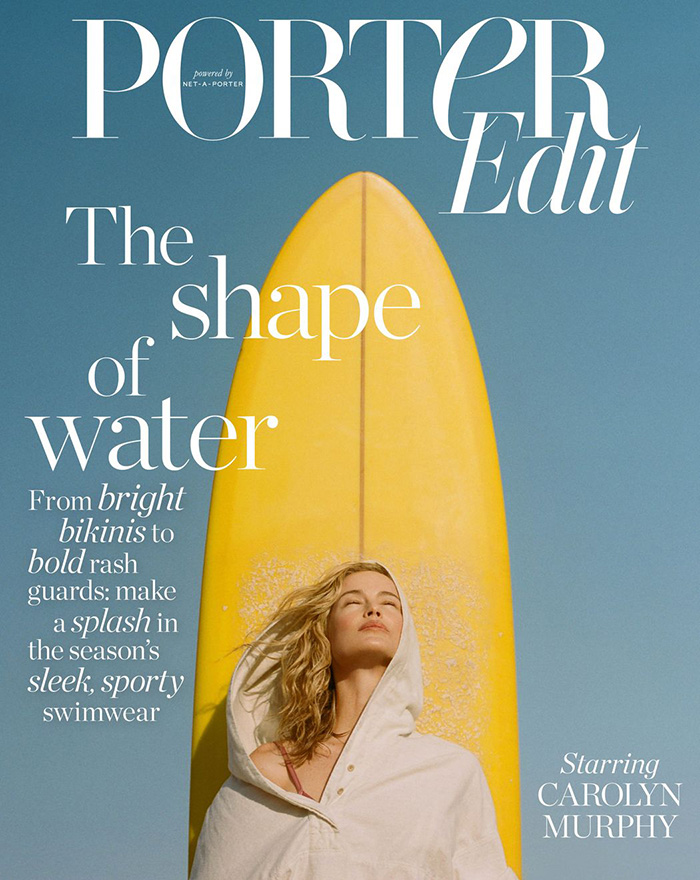 PORTER
powered by
NET-A-PORTER
Edit
The
shape
of
water
From bright
bikinis to
bold rash
guards: make
a splash in
the season's
sleek, sporty
swimwear
Starring
CAROLYN
MURPHY